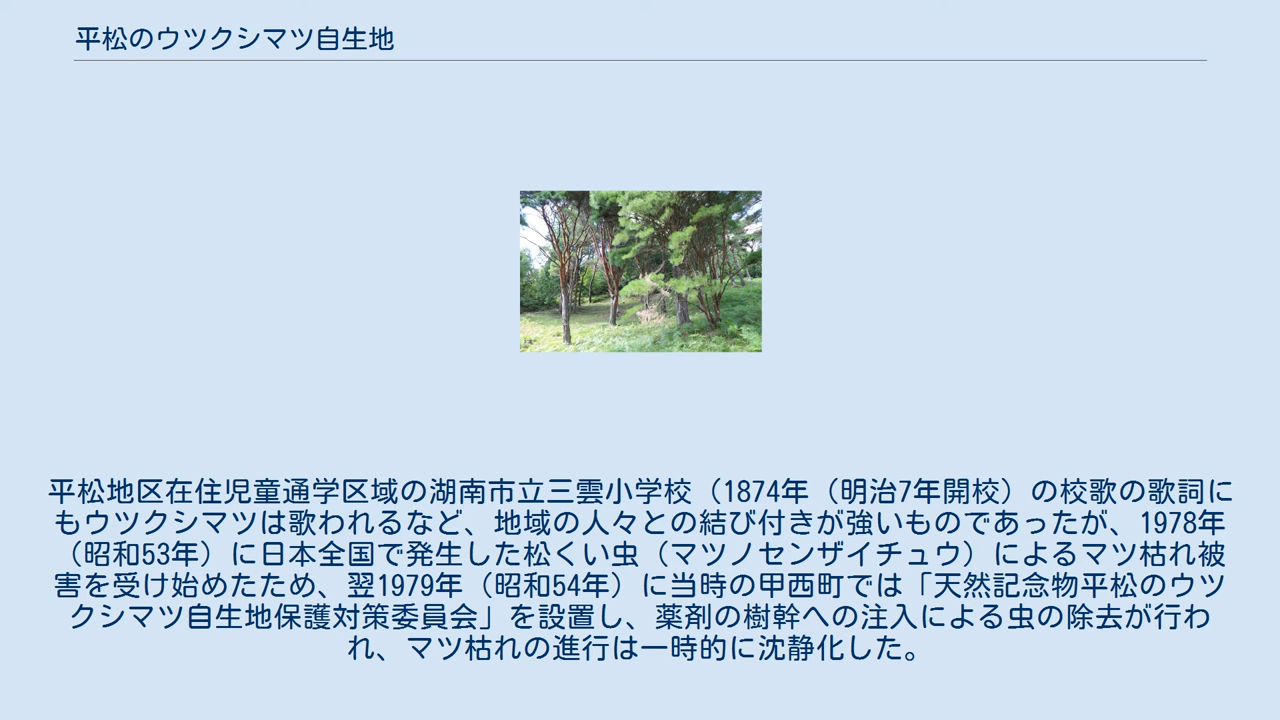 平松のウツクシマツ自生地
平松地区在住児童通学区域の湖南市立三雲小学校（1874年（明治7年開校）の校歌の歌詞に
もウツクシマツは歌われるなど、地域の人々との結び付きが強いものであったが、1978年
（昭和53年）に日本全国で発生した松くい虫（マツノセンザイチュウ）によるマツ枯れ被
害を受け始めたため、翌1979年（昭和54年）に当時の甲西町では「天然記念物平松のウツ
クシマツ自生地保護対策委員会」を設置し、薬剤の樹幹への注入による虫の除去が行わ
れ、マツ枯れの進行は一時的に沈静化した。